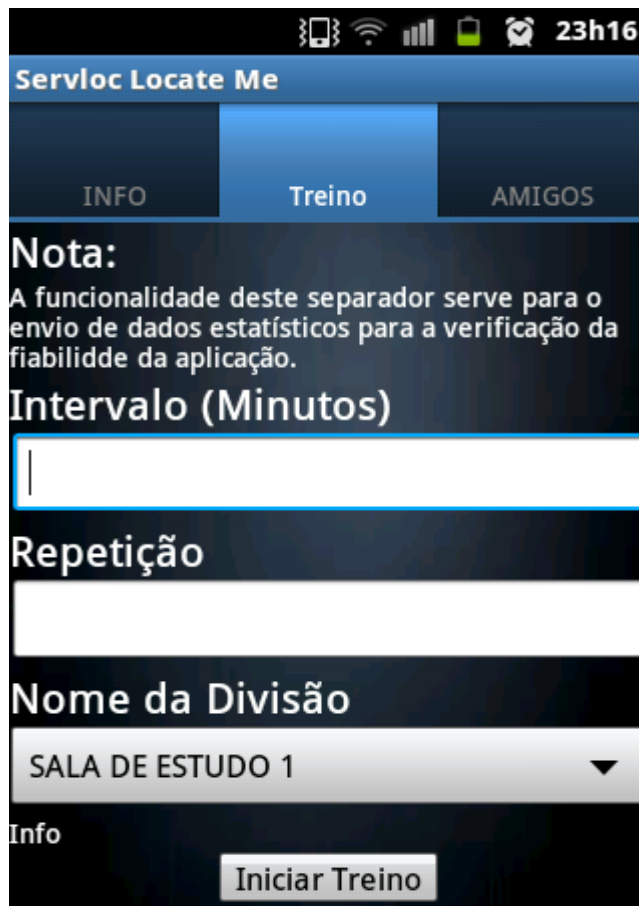 23h16
Servloc Locate Me
INFO Treino AMIGOS
Nota:
A funcionalidade deste separador serve para o
envio de dados estatísticos para a verificação da
fiabilidde da aplicação.
Intervalo (Minutos)
Repetição
Nome da Divisão
SALA DE ESTUDO 1
Info
Iniciar Treino